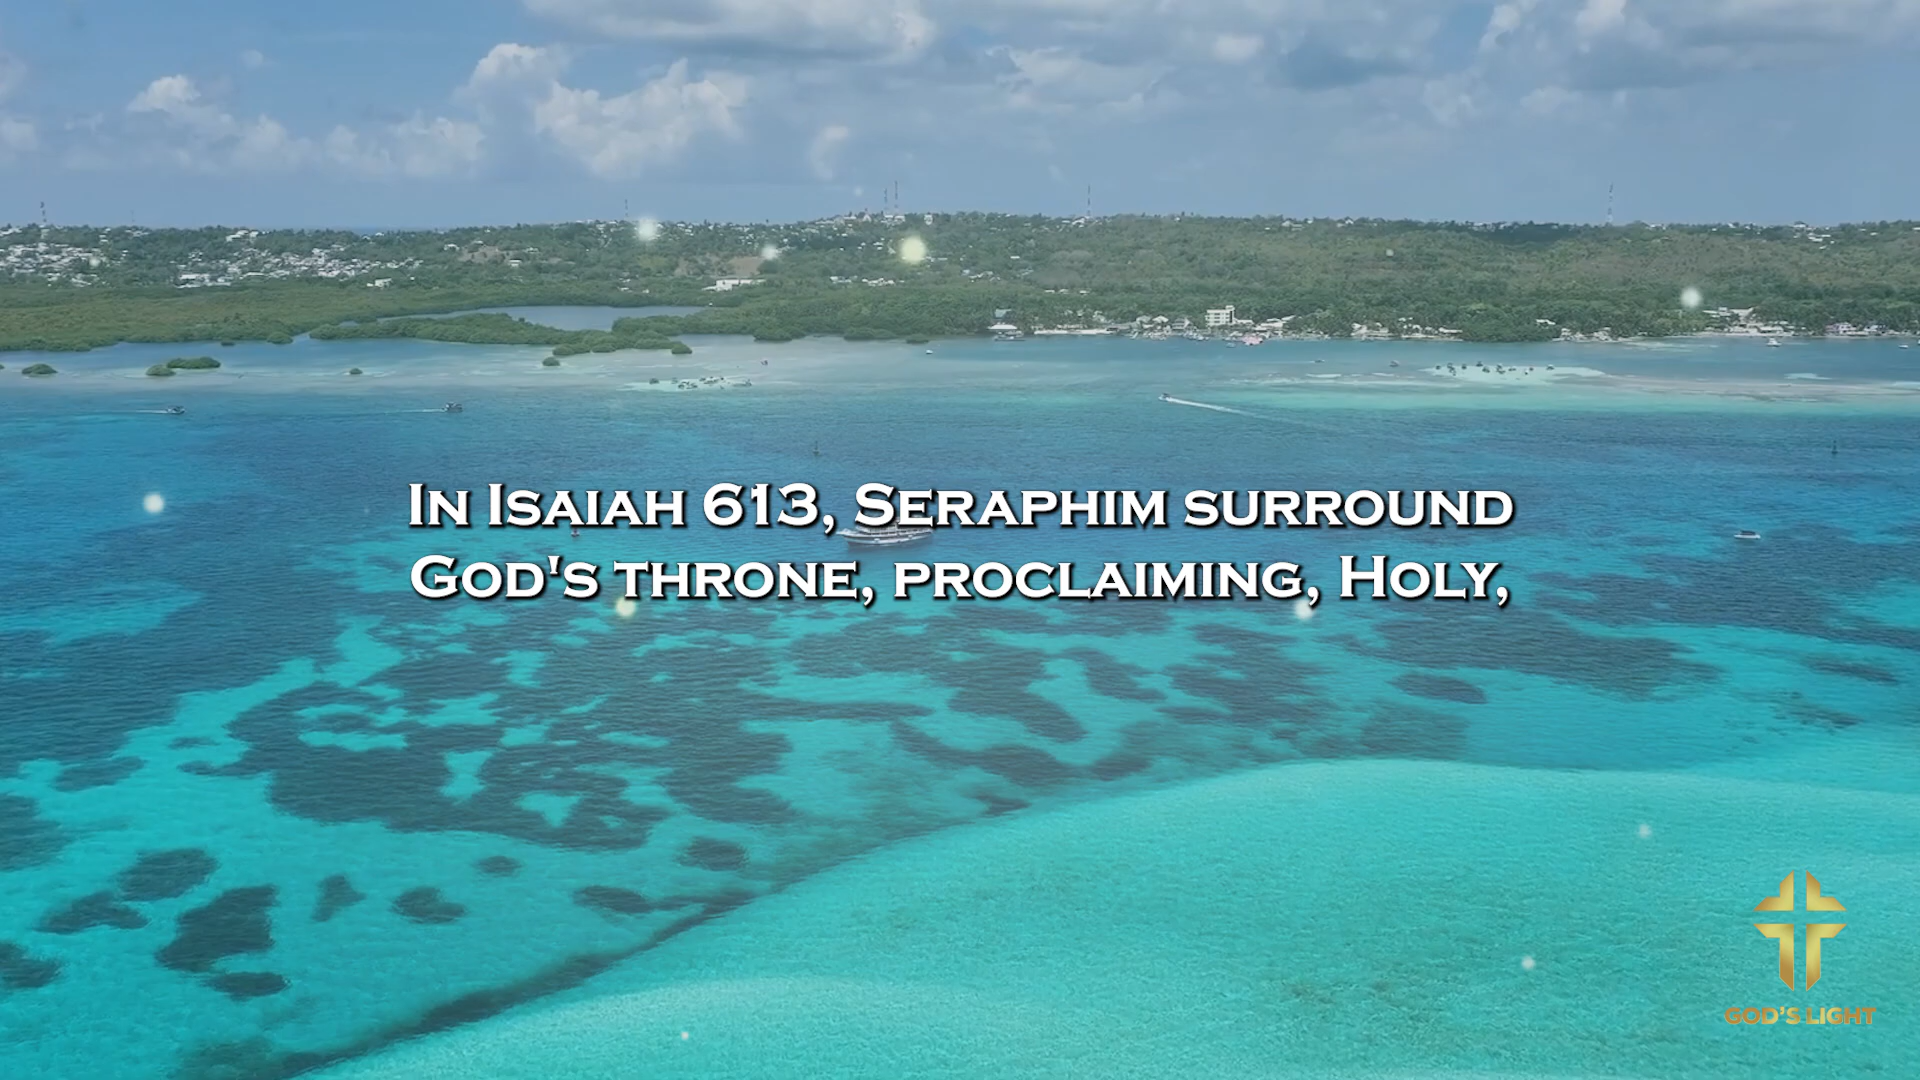 In Isaiah 613, Seraphim surround
God's throne, proclaiming, Holy,
GOD'S LIGHT